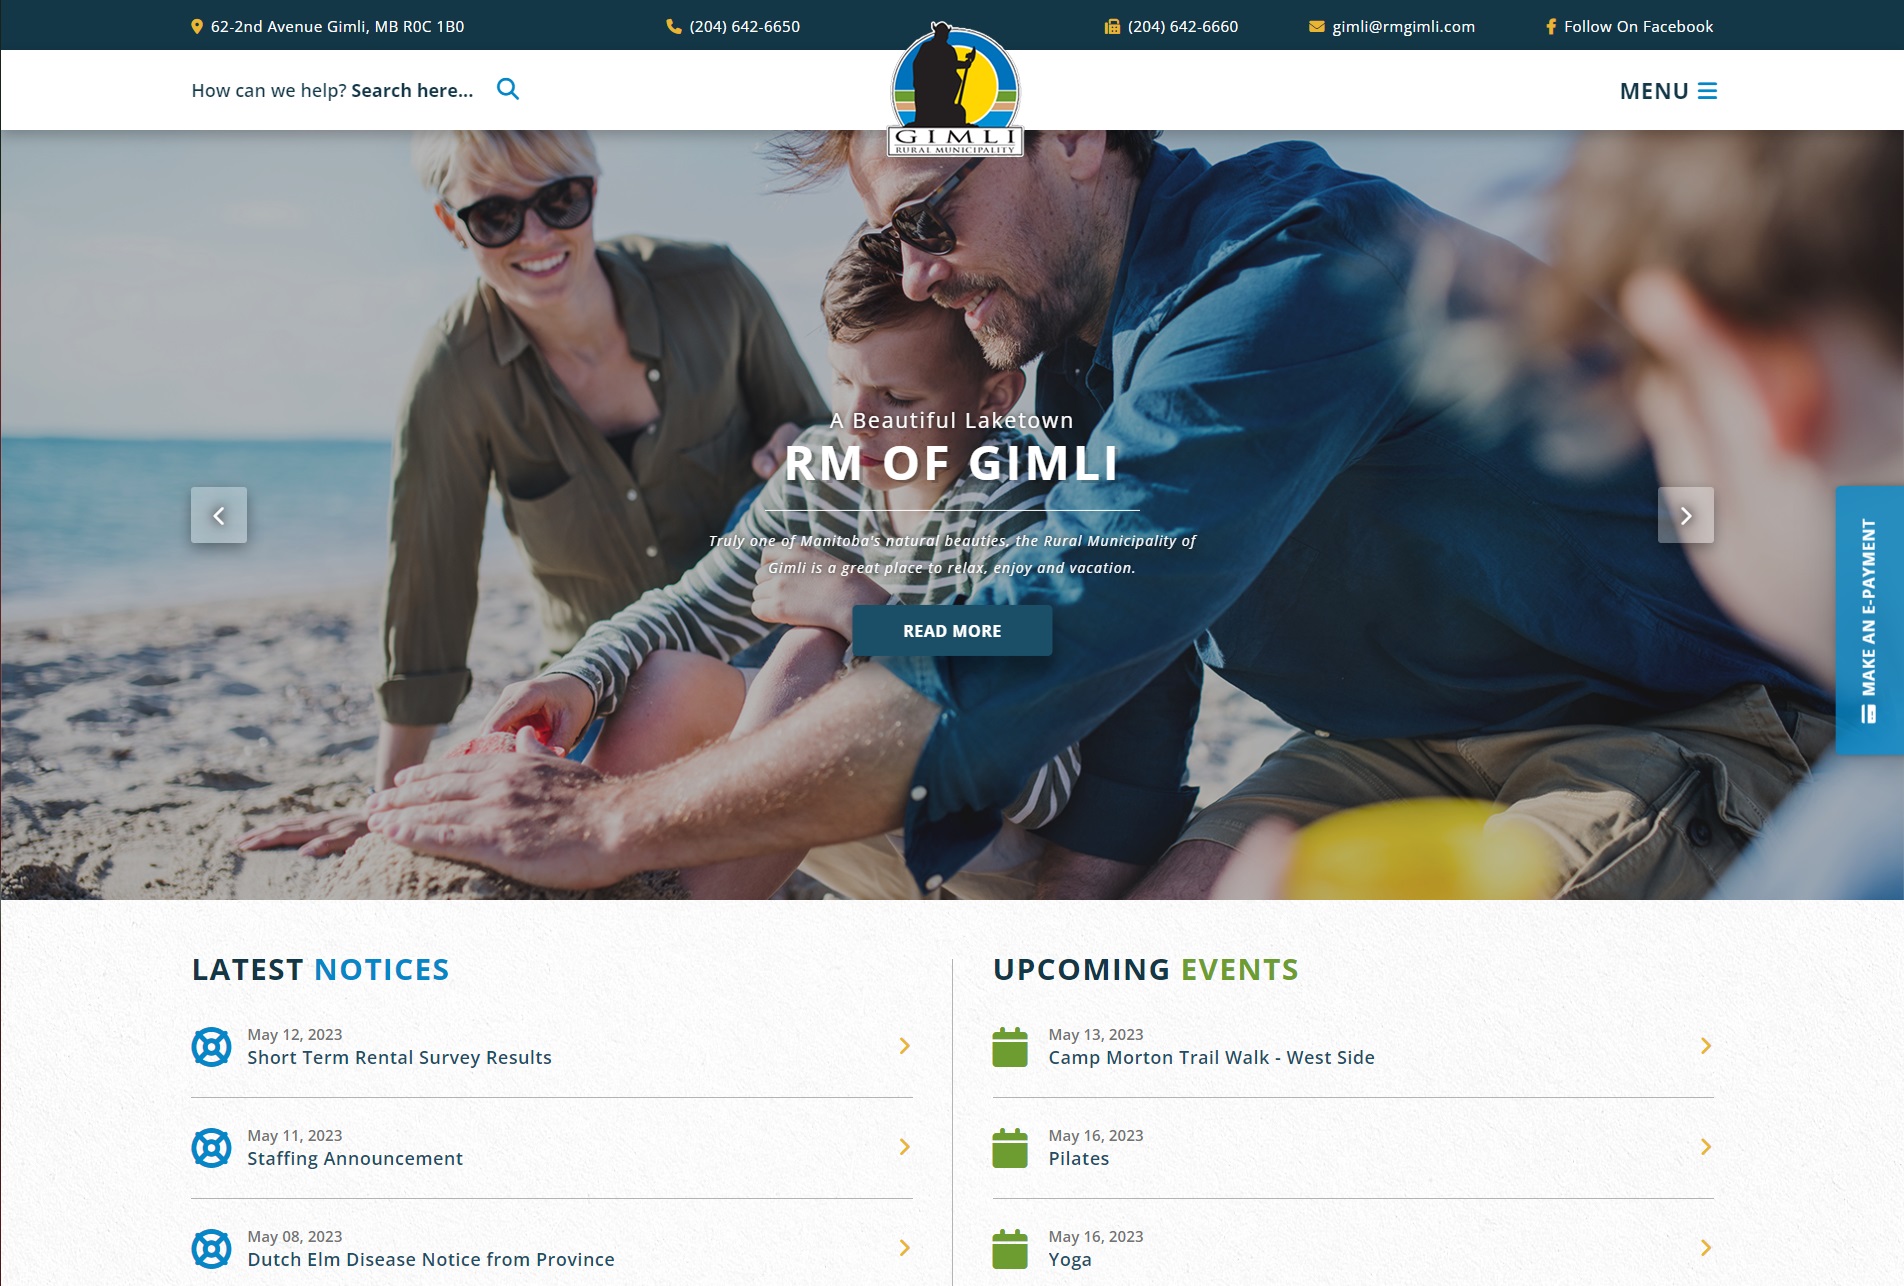 62-2nd Avenue Gimli, MB R0C 1B0
(204) 642-6650
(204) 642-6660
gimli@rmgimli.com
Follow On Facebook
How can we help? Search here...
GIMLI
RURAL MUNICIPALITY
MENU
A Beautiful Laketown
RM OF GIMLI
Truly one of Manitoba's natural beauties, the Rural Municipality of
Gimli is a great place to relax, enjoy and vacation.
READ MORE
MAKE AN E-PAYMENT
LATEST NOTICES
May 12, 2023
Short Term Rental Survey Results
May 11, 2023
Staffing Announcement
May 08, 2023
Dutch Elm Disease Notice from Province
UPCOMING EVENTS
May 13, 2023
Camp Morton Trail Walk - West Side
May 16, 2023
Pilates
May 16, 2023
Yoga